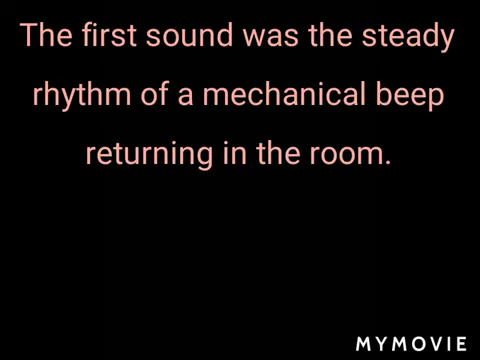 The first sound was the steady
rhythm of a mechanical beep
returning in the room.
MYMOVIE